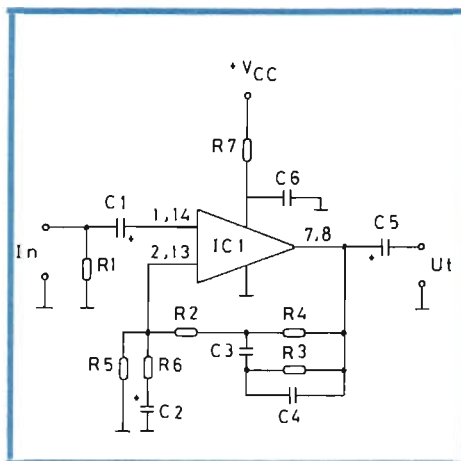 +VCC
R7
C6
C1
1,14
7,8
C5
In
IC1
R1
2,13
Ut
R2
R4
C3
R3
R5
R6
C2
C4